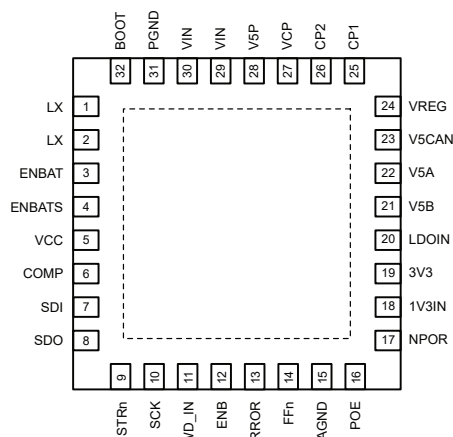 BOOT
PGND
VIN
VIN
V5P
VCP
CP2
CP1
32
31
30
29
28
27
26
25
LX 1
LX 2
ENBAT 3
ENBATS 4
VCC 5
COMP 6
SDI 7
SDO 8
24 VREG
23 V5CAN
22 V5A
21 V5B
20 LDOIN
19 3V3
18 1V3IN
17 NPOR
9
10
11
12
13
14
15
16
STRn
SCK
WD_IN
ENB
ERROR
FFn
AGND
POE